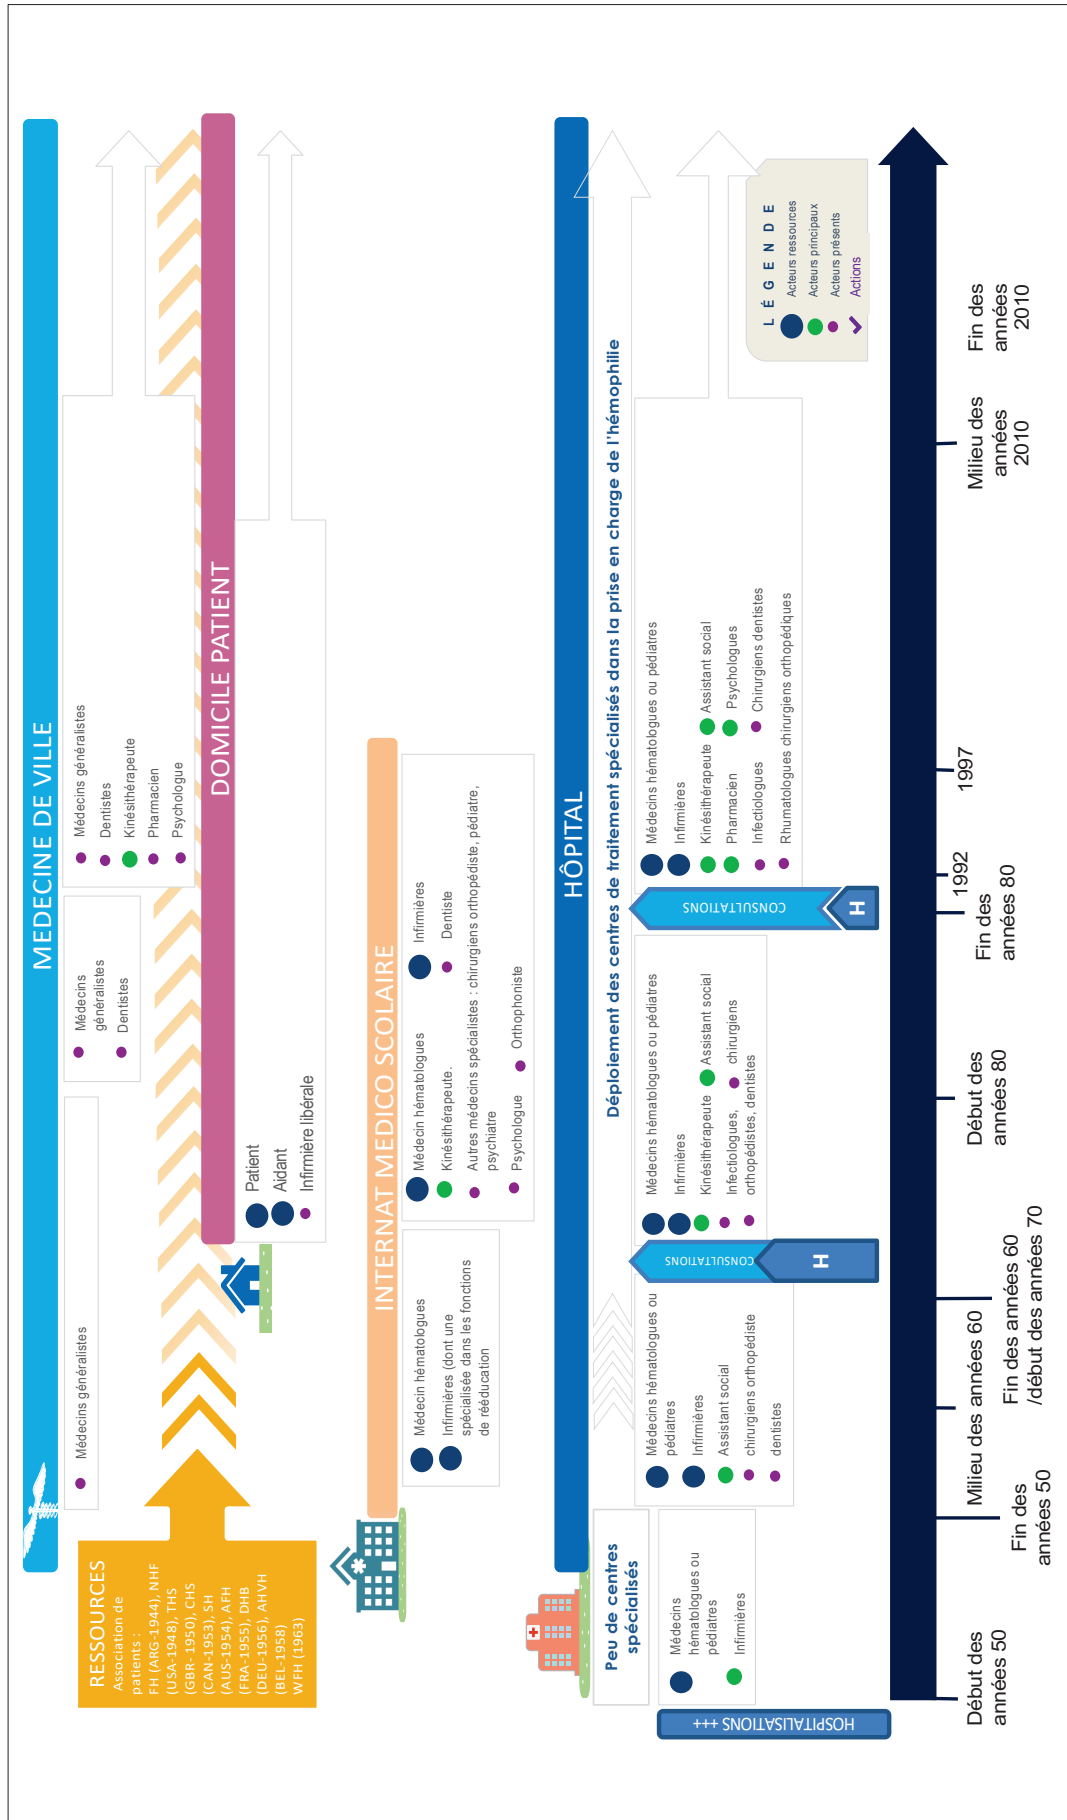 MEDECINE DE VILLE
RESSOURCES
Association de
patients :
FH (ARG-1944), NHF
(USA-1948), THS
(GBR-1950), CHS
(CAN-1953), SH
(AUS-1954), AFH
(FRA-1955), DHB
(DEU-1956), AHVH
(BEL-1958)
WFH (1963)
Médecins généralistes
Médecins
généralistes
Dentistes
Médecins généralistes
Dentistes
Kinésithérapeute
Pharmacien
Psychologue
DOMICILE PATIENT
Patient
Aidant
Infirmière libérale
INTERNAT MEDICO SCOLAIRE
Médecin hématologues
Infirmières (dont une
spécialisée dans les fonctions
de rééducation
Médecin hématologues
Infirmières
Kinésithérapeute.
Dentiste
Autres médecins spécialistes : chirurgiens orthopédiste, pédiatre,
psychiatre
Psychologue
Orthophoniste
HÔPITAL
Peu de centres
spécialisés
Déploiement des centres de traitement spécialisés dans la prise en charge de l'hémophilie
HOSPITALISATIONS +++
Médecins
hématologues ou
pédiatres
Infirmières
Médecins hématologues ou
pédiatres
Infirmières
Assistant social
chirurgiens orthopédiste
dentistes
CONSULTATIONS
H
Médecins hématologues ou pédiatres
Infirmières
Kinésithérapeute
Assistant social
Infectiologues,
chirurgiens
orthopédistes, dentistes
CONSULTATIONS
H
Médecins hématologues ou pédiatres
Infirmières
Kinésithérapeute
Assistant social
Pharmacien
Psychologues
Infectiologues
Chirurgiens dentistes
Rhumatologues chirurgiens orthopédiques
LÉGENDE
Acteurs ressources
Acteurs principaux
Acteurs présents
Actions
Début des
années 50
Fin des
années 50
Milieu des années 60
Fin des années 60
/début des années 70
Début des
années 80
Fin des
années 80
1992
1997
Milieu des
années
2010
Fin des
années
2010